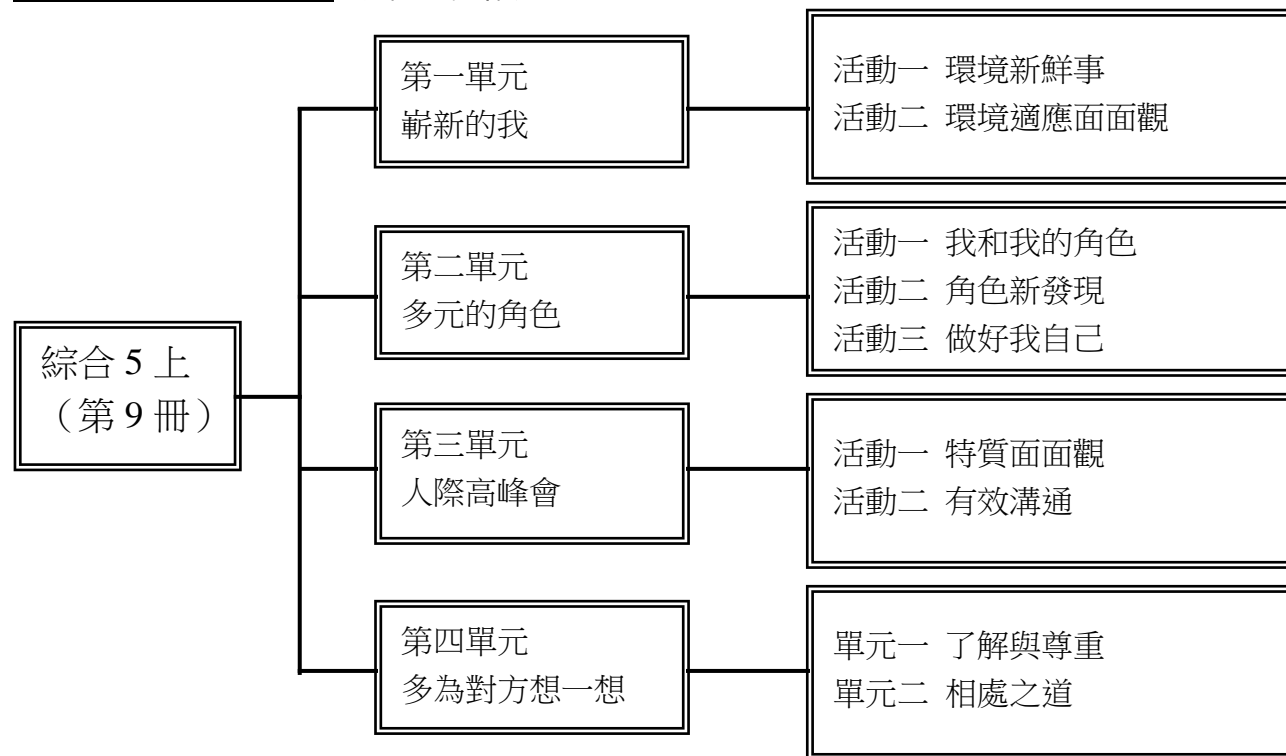 綜合 5 上
（第 9 冊）
第一單元
嶄新的我
活動一 環境新鮮事
活動二 環境適應面面觀
第二單元
多元的角色
活動一 我和我的角色
活動二 角色新發現
活動三 做好我自己
第三單元
人際高峰會
活動一 特質面面觀
活動二 有效溝通
第四單元
多為對方想一想
單元一 了解與尊重
單元二 相處之道